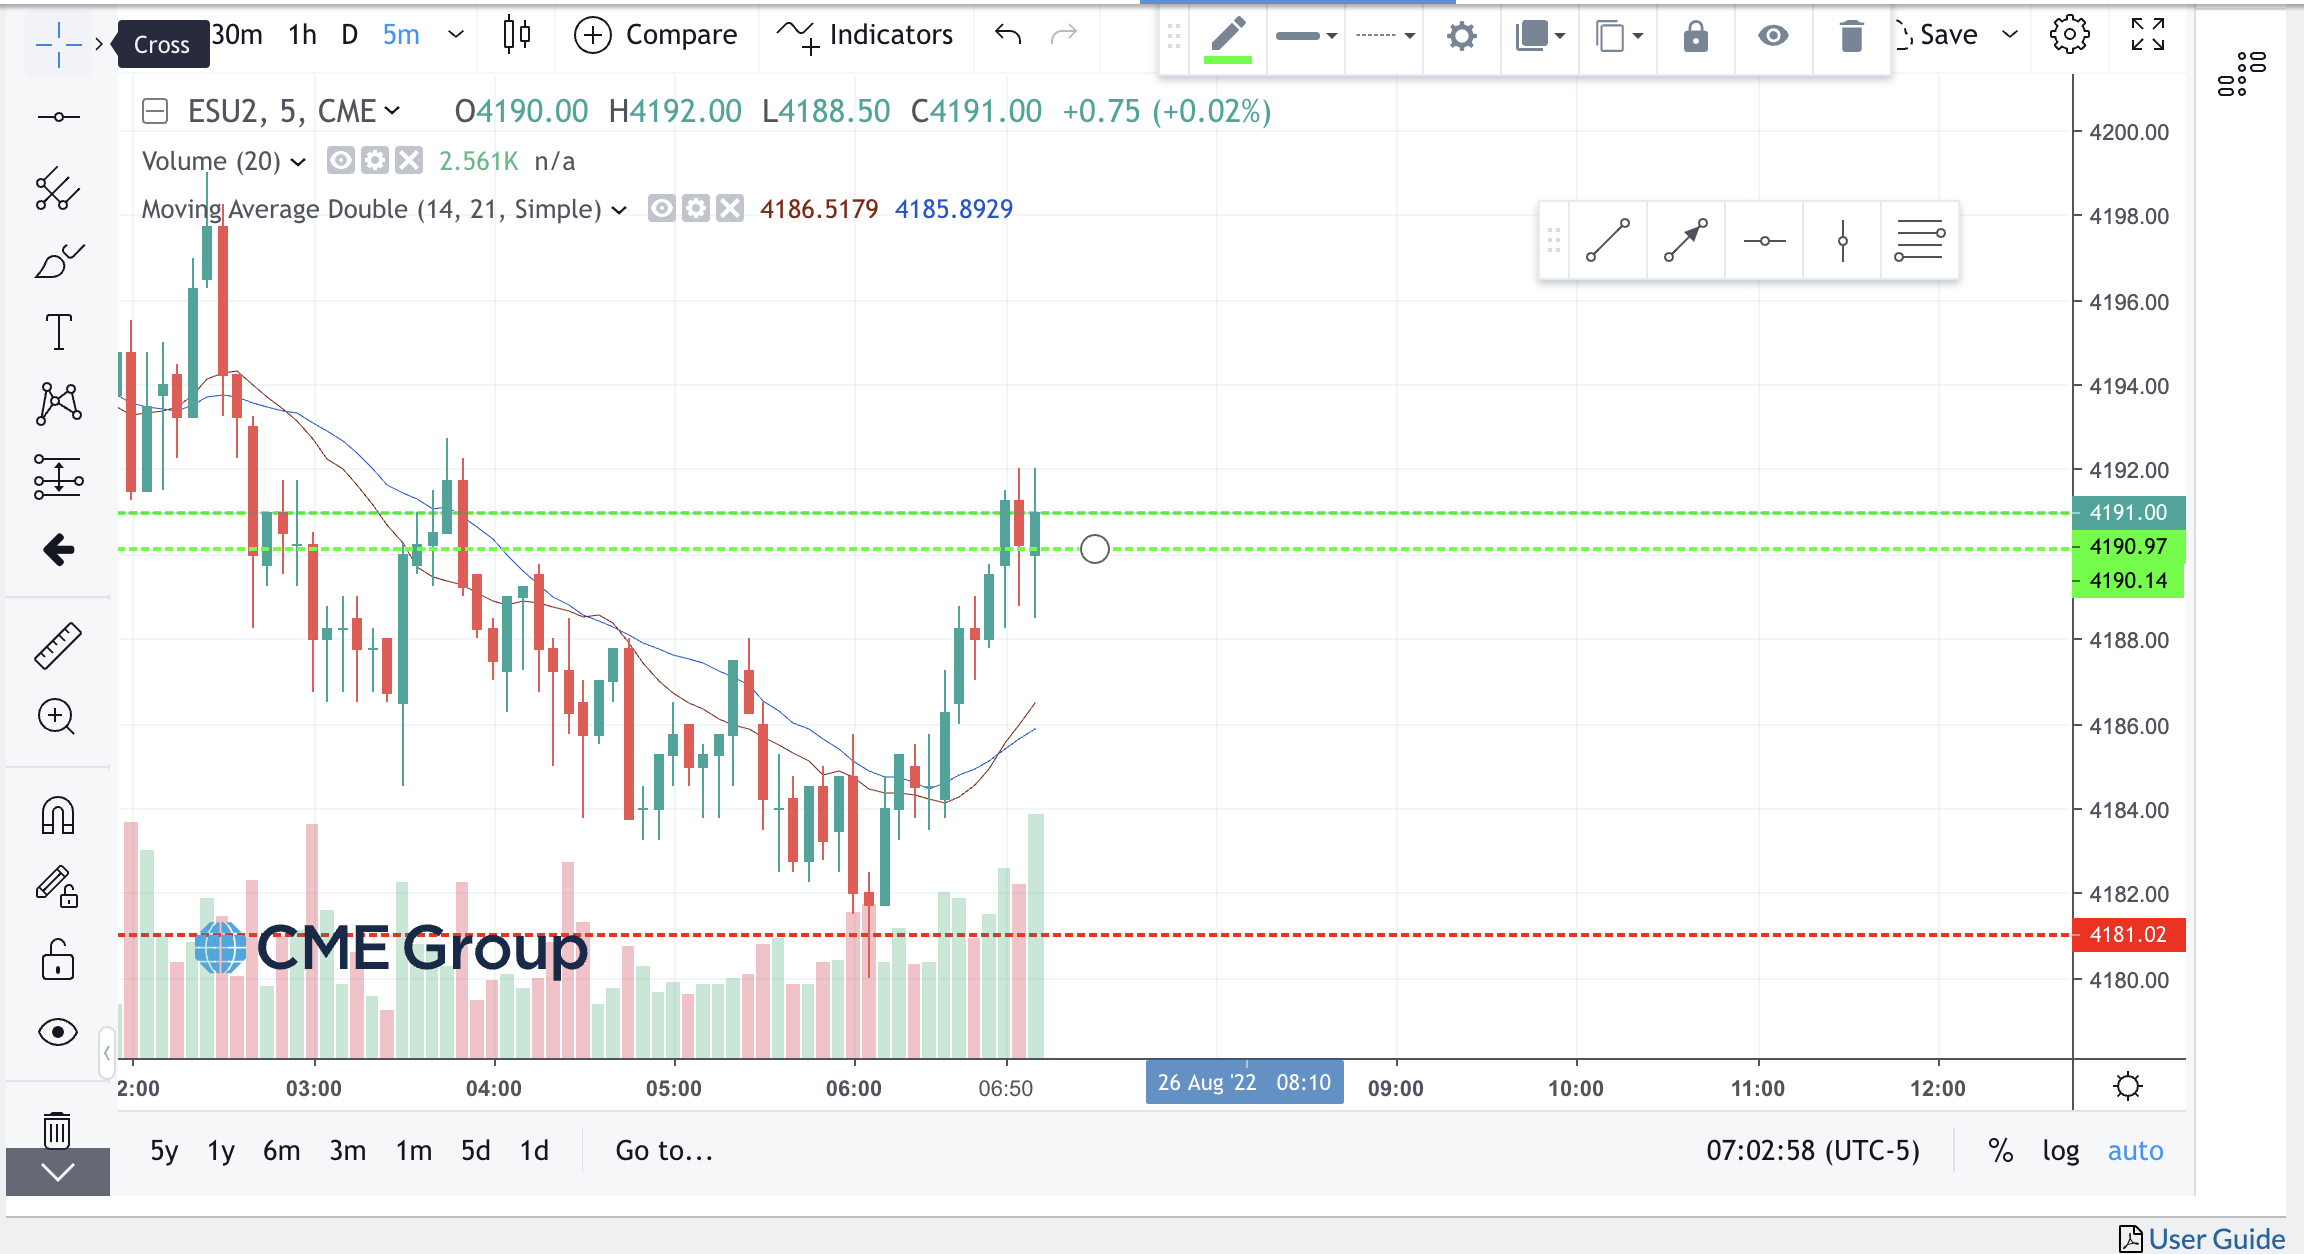 Cross
30m 1h D 5m Compare Indicators Save
ESU2, 5, CME O4190.00 H4192.00 L4188.50 C4191.00 +0.75 (+0.02%)
Volume (20) 2.561K n/a
Moving Average Double (14, 21, Simple) 4186.5179 4185.8929
4200.00
4198.00
4196.00
4194.00
4192.00
4191.00
4190.97
4190.14
4188.00
4186.00
4184.00
4182.00
4181.02
4180.00
CME Group
2:00 03:00 04:00 05:00 06:00 06:50 26 Aug '22 08:10 09:00 10:00 11:00 12:00
5y 1y 6m 3m 1m 5d 1d Go to... 07:02:58 (UTC-5) % log auto
User Guide